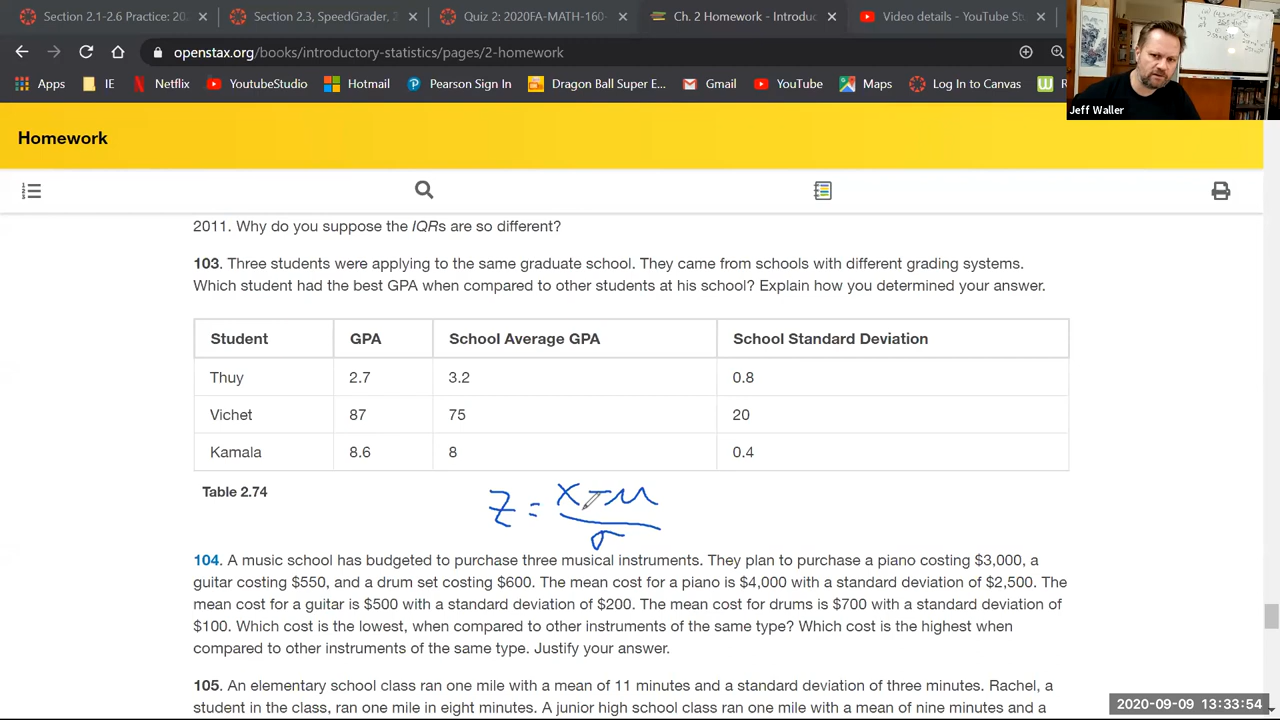 Section 2.1-2.6 Practice: 20
Section 2.3, SpeedGrader
Quiz 2
MATH-160
Ch. 2 Homework - Introd
Video details - YouTube St
openstax.org/books/introductory-statistics/pages/2-homework
Apps IE Netflix YouTubeStudio Home Pearson Dragon Ball Super E... Gmail YouTube Maps Log In to Canvas
Jeff Waller
Homework
2011. Why do you suppose the IQRs are so different?
103. Three students were applying to the same graduate school. They came from schools with different grading systems.
Which student had the best GPA when compared to other students at his school? Explain how you determined your answer.
Student GPA School Average GPA School Standard Deviation
Thuy 2.7 3.2 0.8
Vichet 87 75 20
Kamala 8.6 8 0.4
Table 2.74
z = x - μ
σ
104. A music school has budgeted to purchase three musical instruments. They plan to purchase a piano costing $3,000, a
guitar costing $550, and a drum set costing $600. The mean cost for a piano is $4,000 with a standard deviation of $2,500. The
mean cost for a guitar is $500 with a standard deviation of $200. The mean cost for drums is $700 with a standard deviation of
$100. Which cost is the lowest, when compared to other instruments of the same type? Which cost is the highest when
compared to other instruments of the same type. Justify your answer.
105. An elementary school class ran one mile with a mean of 11 minutes and a standard deviation of three minutes. Rachel, a
student in the class, ran one mile in eight minutes. A junior high school class ran one mile with a mean of nine minutes and a
2020-09-09 13:33:54